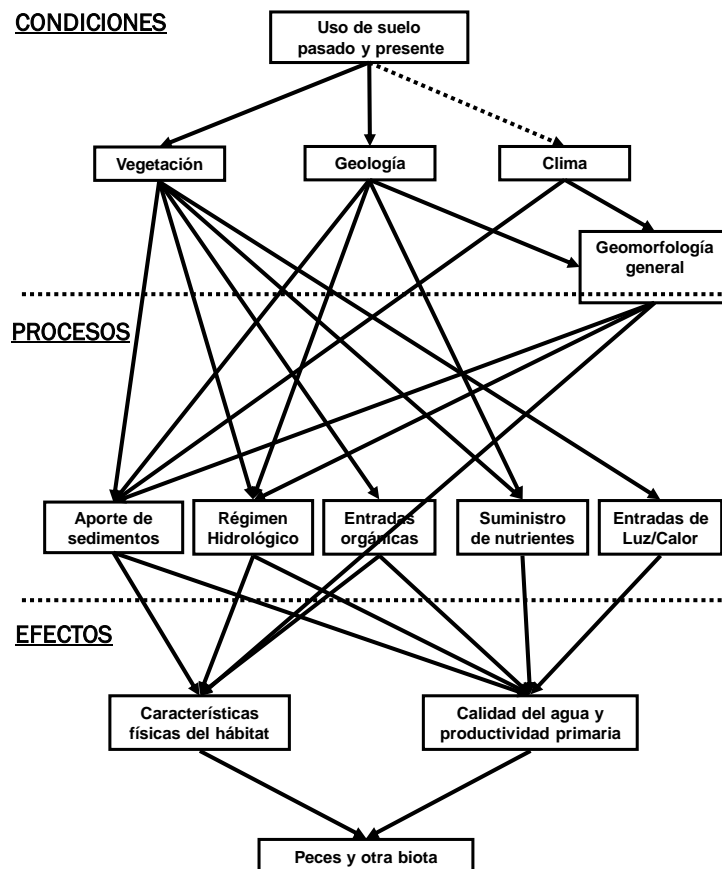 CONDICIONES
Uso de suelo
pasado y presente
Vegetación
Geología
Clima
Geomorfología
general
PROCESOS
Aporte de
sedimentos
Régimen
Hidrológico
Entradas
orgánicas
Suministro
de nutrientes
Entradas de
Luz/Calor
EFECTOS
Características
físicas del hábitat
Calidad del agua y
productividad primaria
Peces y otra biota